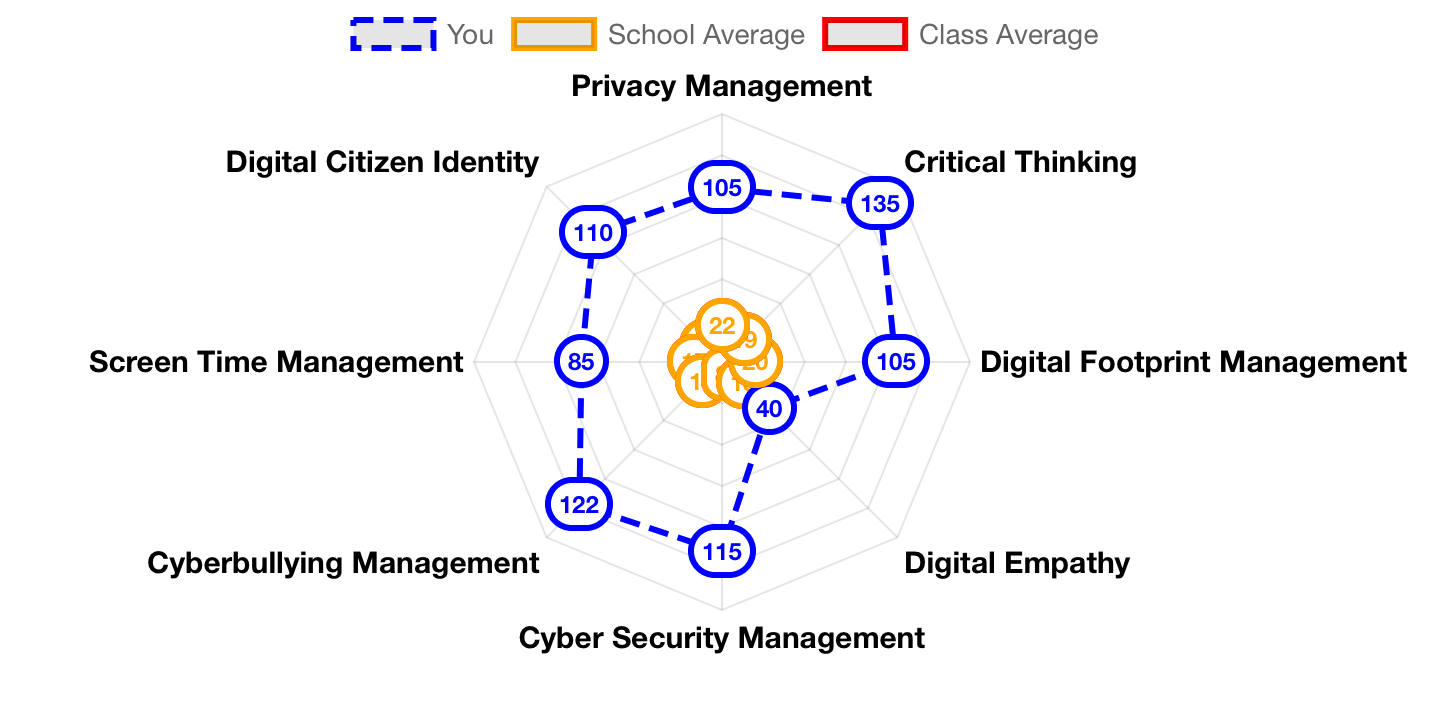 You School Average Class Average
Privacy Management
Digital Citizen Identity Critical Thinking
105
135
110
22
Screen Time Management 85 20 105 Digital Footprint Management
40
122
115
Cyberbullying Management Digital Empathy
Cyber Security Management